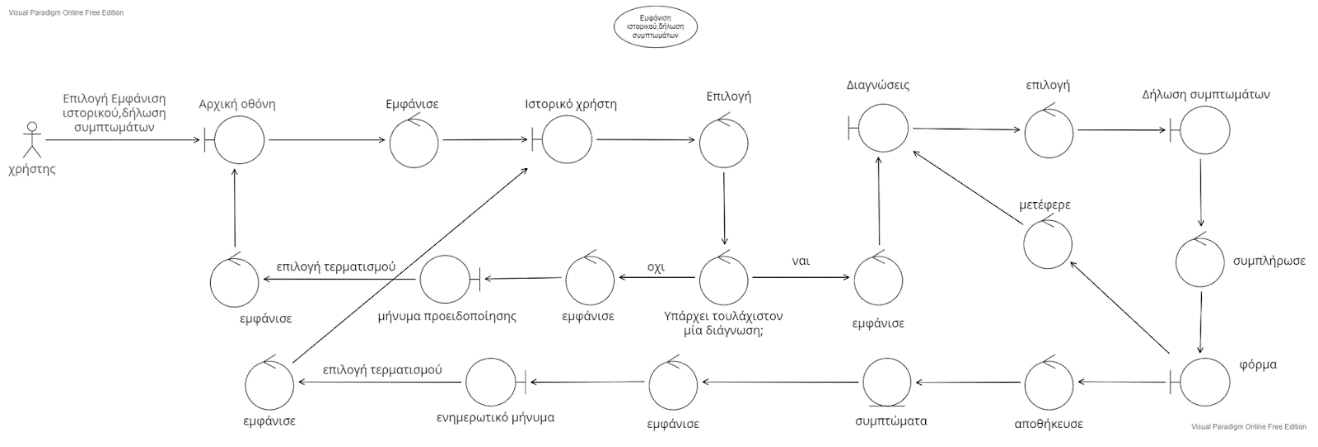 Visual Paradigm Online Free Edition
Εμφάνιση
ιστορικού,δήλωση
συμπτωμάτων
Επιλογή Εμφάνιση
ιστορικού,δήλωση
συμπτωμάτων
Αρχική οθόνη
Εμφάνισε
Ιστορικό χρήστη
Επιλογή
Διαγνώσεις
επιλογή
Δήλωση συμπτωμάτων
χρήστης
μετέφερε
επιλογή τερματισμού
οχι
ναι
συμπλήρωσε
εμφάνισε
μήνυμα προειδοποίησης
εμφάνισε
Υπάρχει τουλάχιστον
μία διάγνωση;
εμφάνισε
επιλογή τερματισμού
φόρμα
εμφάνισε
ενημερωτικό μήνυμα
εμφάνισε
συμπτώματα
αποθήκευσε
Visual Paradigm Online Free Edition